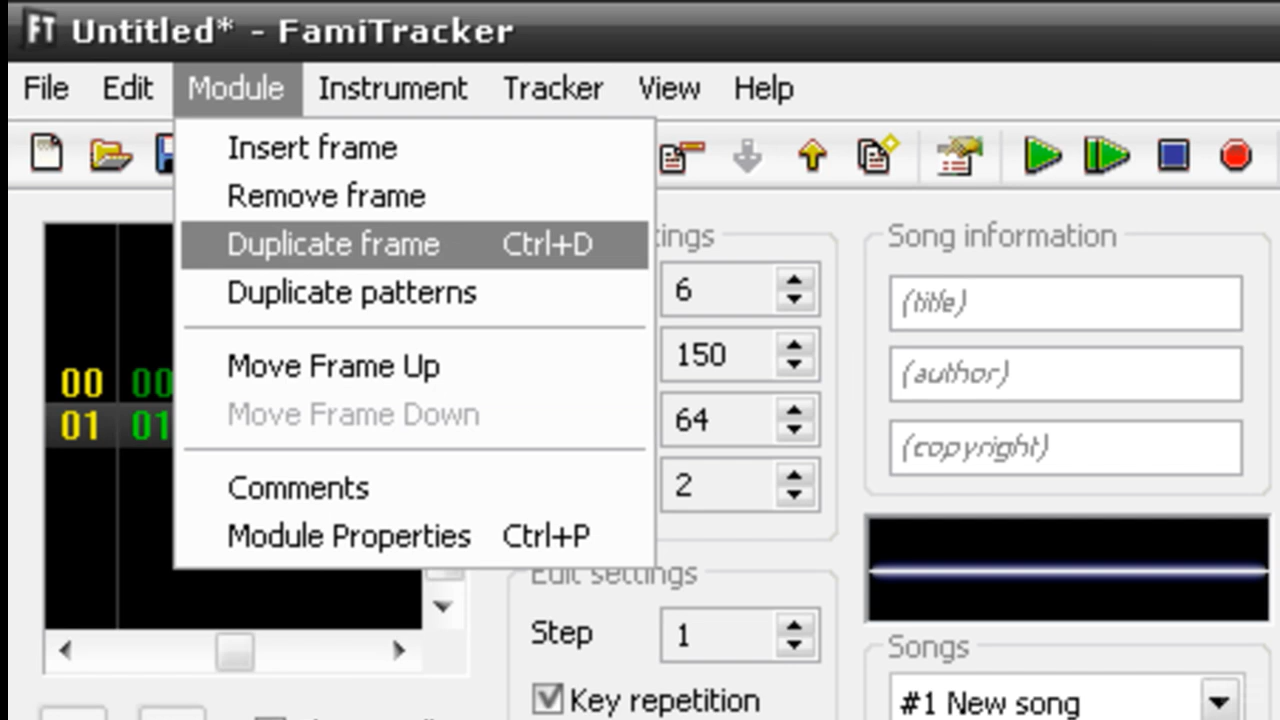 FT Untitled* - FamiTracker
File Edit Module Instrument Tracker View Help
Insert frame
Remove frame
Duplicate frame Ctrl+D
Duplicate patterns
Move Frame Up
Move Frame Down
Comments
Module Properties Ctrl+P
00 00
01 01
6
150
64
2
Edit settings
Step 1
Key repetition
Song information
(title)
(author)
(copyright)
Songs
#1 New song